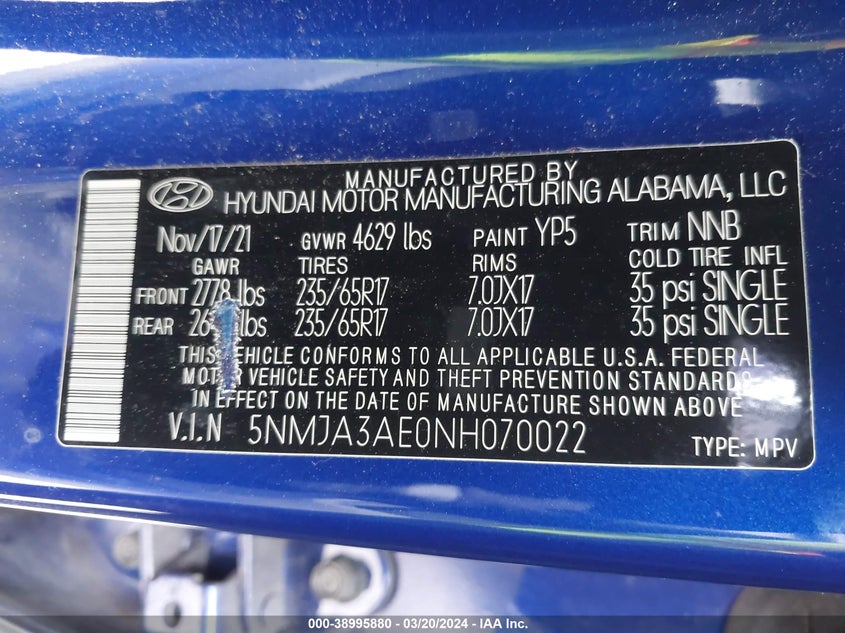 MANUFACTURED BY
HYUNDAI MOTOR MANUFACTURING ALABAMA, LLC
Nov/17/21 GVWR 4629 lbs PAINT YP5 TRIM NNB
GAWR TIRES RIMS COLD TIRE INFL
FRONT 2778 lbs 235/65R17 7.0JX17 35 psi SINGLE
REAR lbs 235/65R17 7.0JX17 35 psi SINGLE
THIS VEHICLE CONFORMS TO ALL APPLICABLE U.S.A. FEDERAL
MOTOR VEHICLE SAFETY AND THEFT PREVENTION STANDARDS
IN EFFECT ON THE DATE OF MANUFACTURE SHOWN ABOVE
V.I.N 5NMJA3AE0NH070022 TYPE: MPV
000-38995880 — 03/20/2024 — IAA Inc.